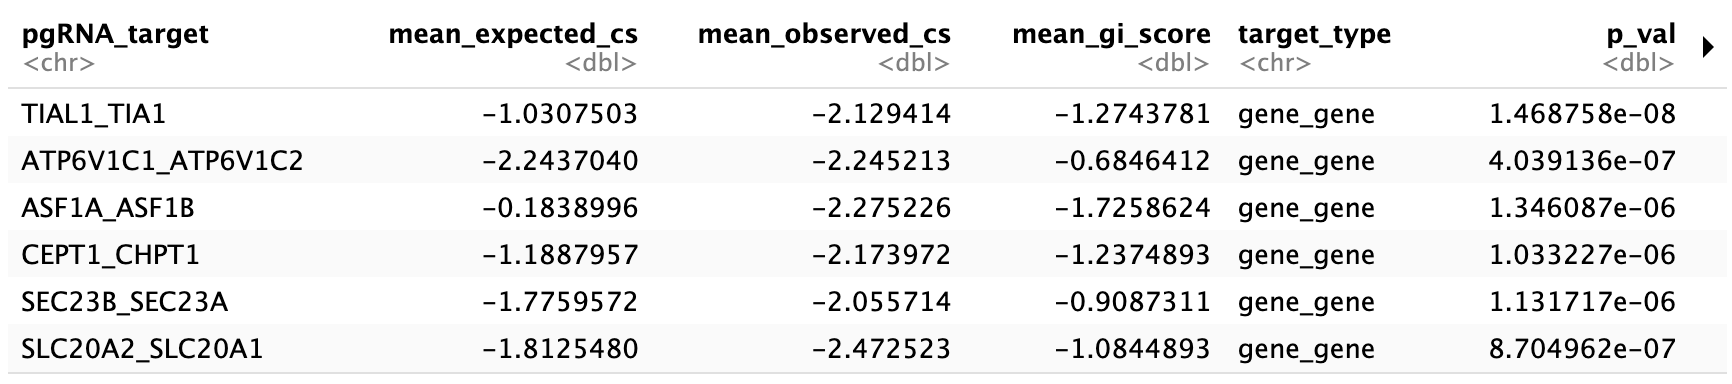 pgRNA_target mean_expected_cs mean_observed_cs mean_gi_score target_type p_val
<chr> <dbl> <dbl> <dbl> <chr> <dbl>
TIAL1_TIA1 -1.0307503 -2.129414 -1.2743781 gene_gene 1.468758e-08
ATP6V1C1_ATP6V1C2 -2.2437040 -2.245213 -0.6846412 gene_gene 4.039136e-07
ASF1A_ASF1B -0.1838996 -2.275226 -1.7258624 gene_gene 1.346087e-06
CEPT1_CHPT1 -1.1887957 -2.173972 -1.2374893 gene_gene 1.033227e-06
SEC23B_SEC23A -1.7759572 -2.055714 -0.9087311 gene_gene 1.131717e-06
SLC20A2_SLC20A1 -1.8125480 -2.472523 -1.0844893 gene_gene 8.704962e-07